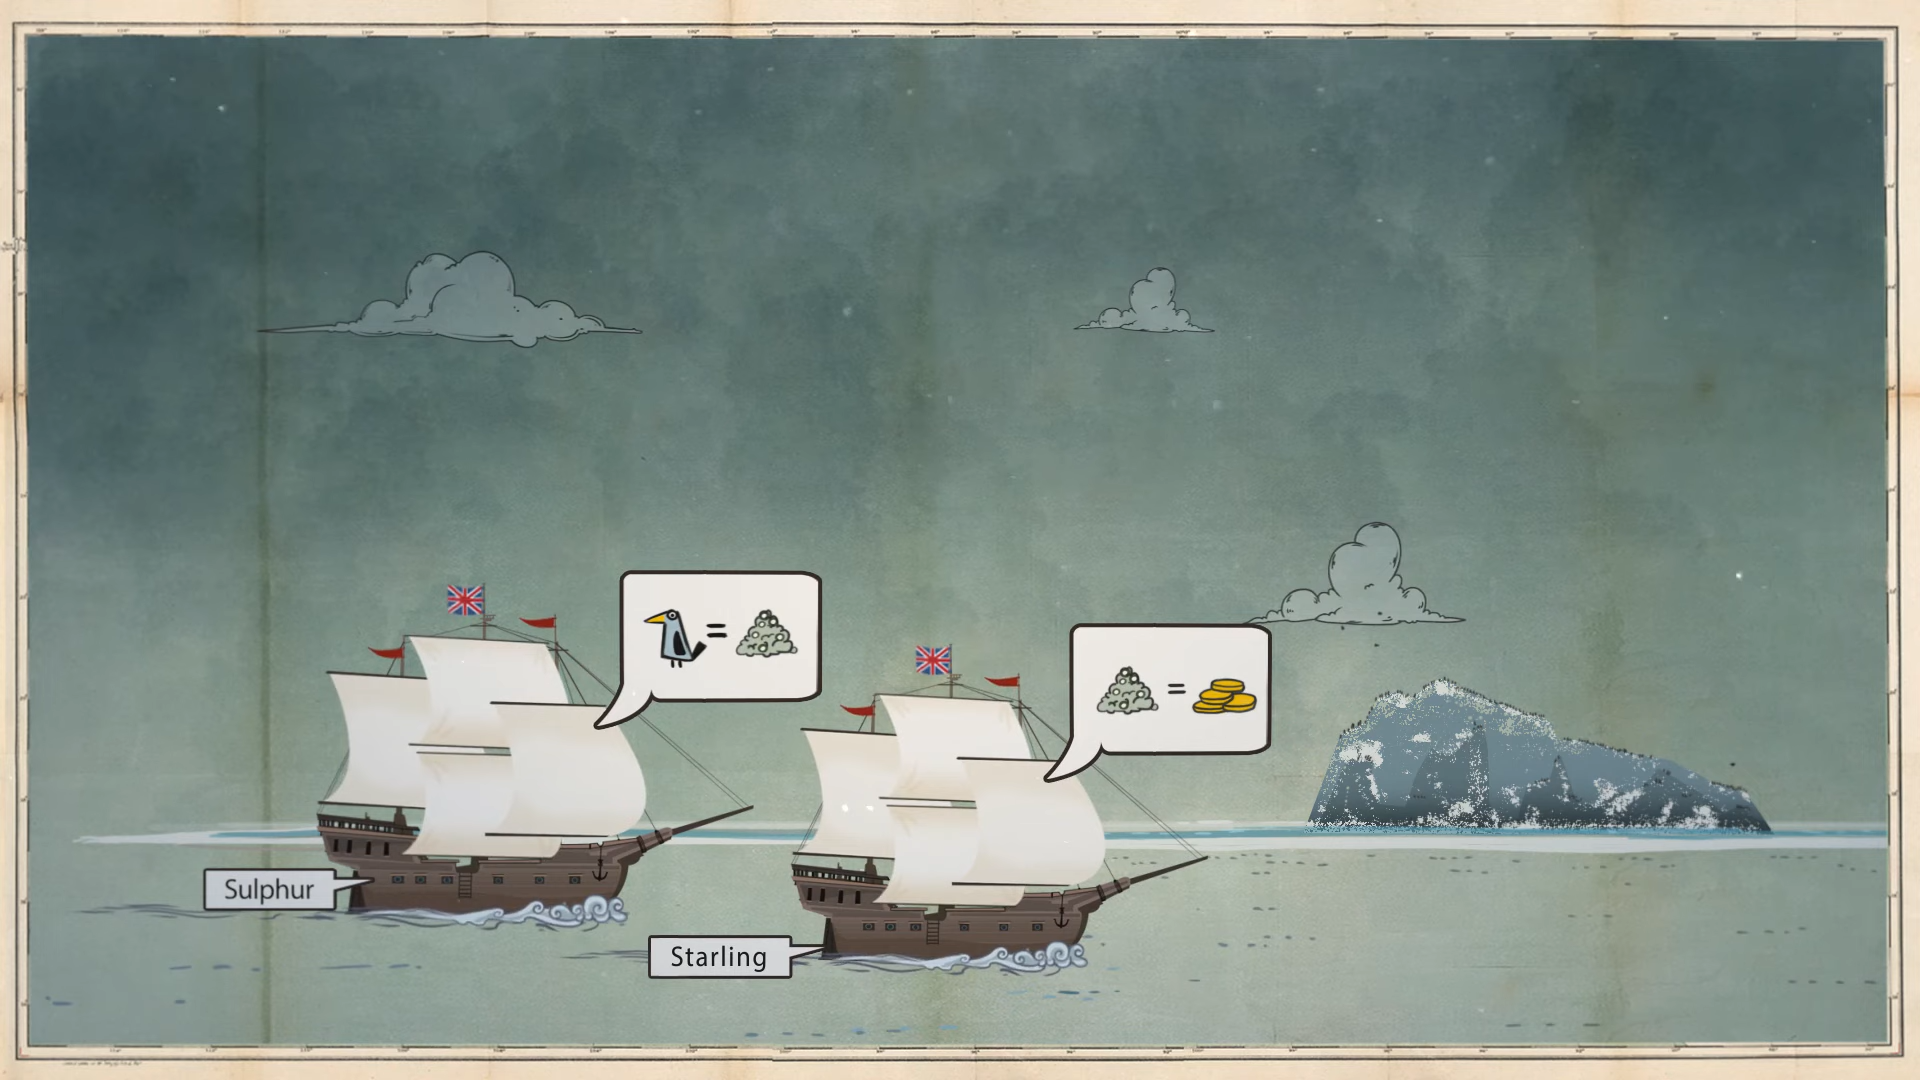 Sulphur
=
Starling
=